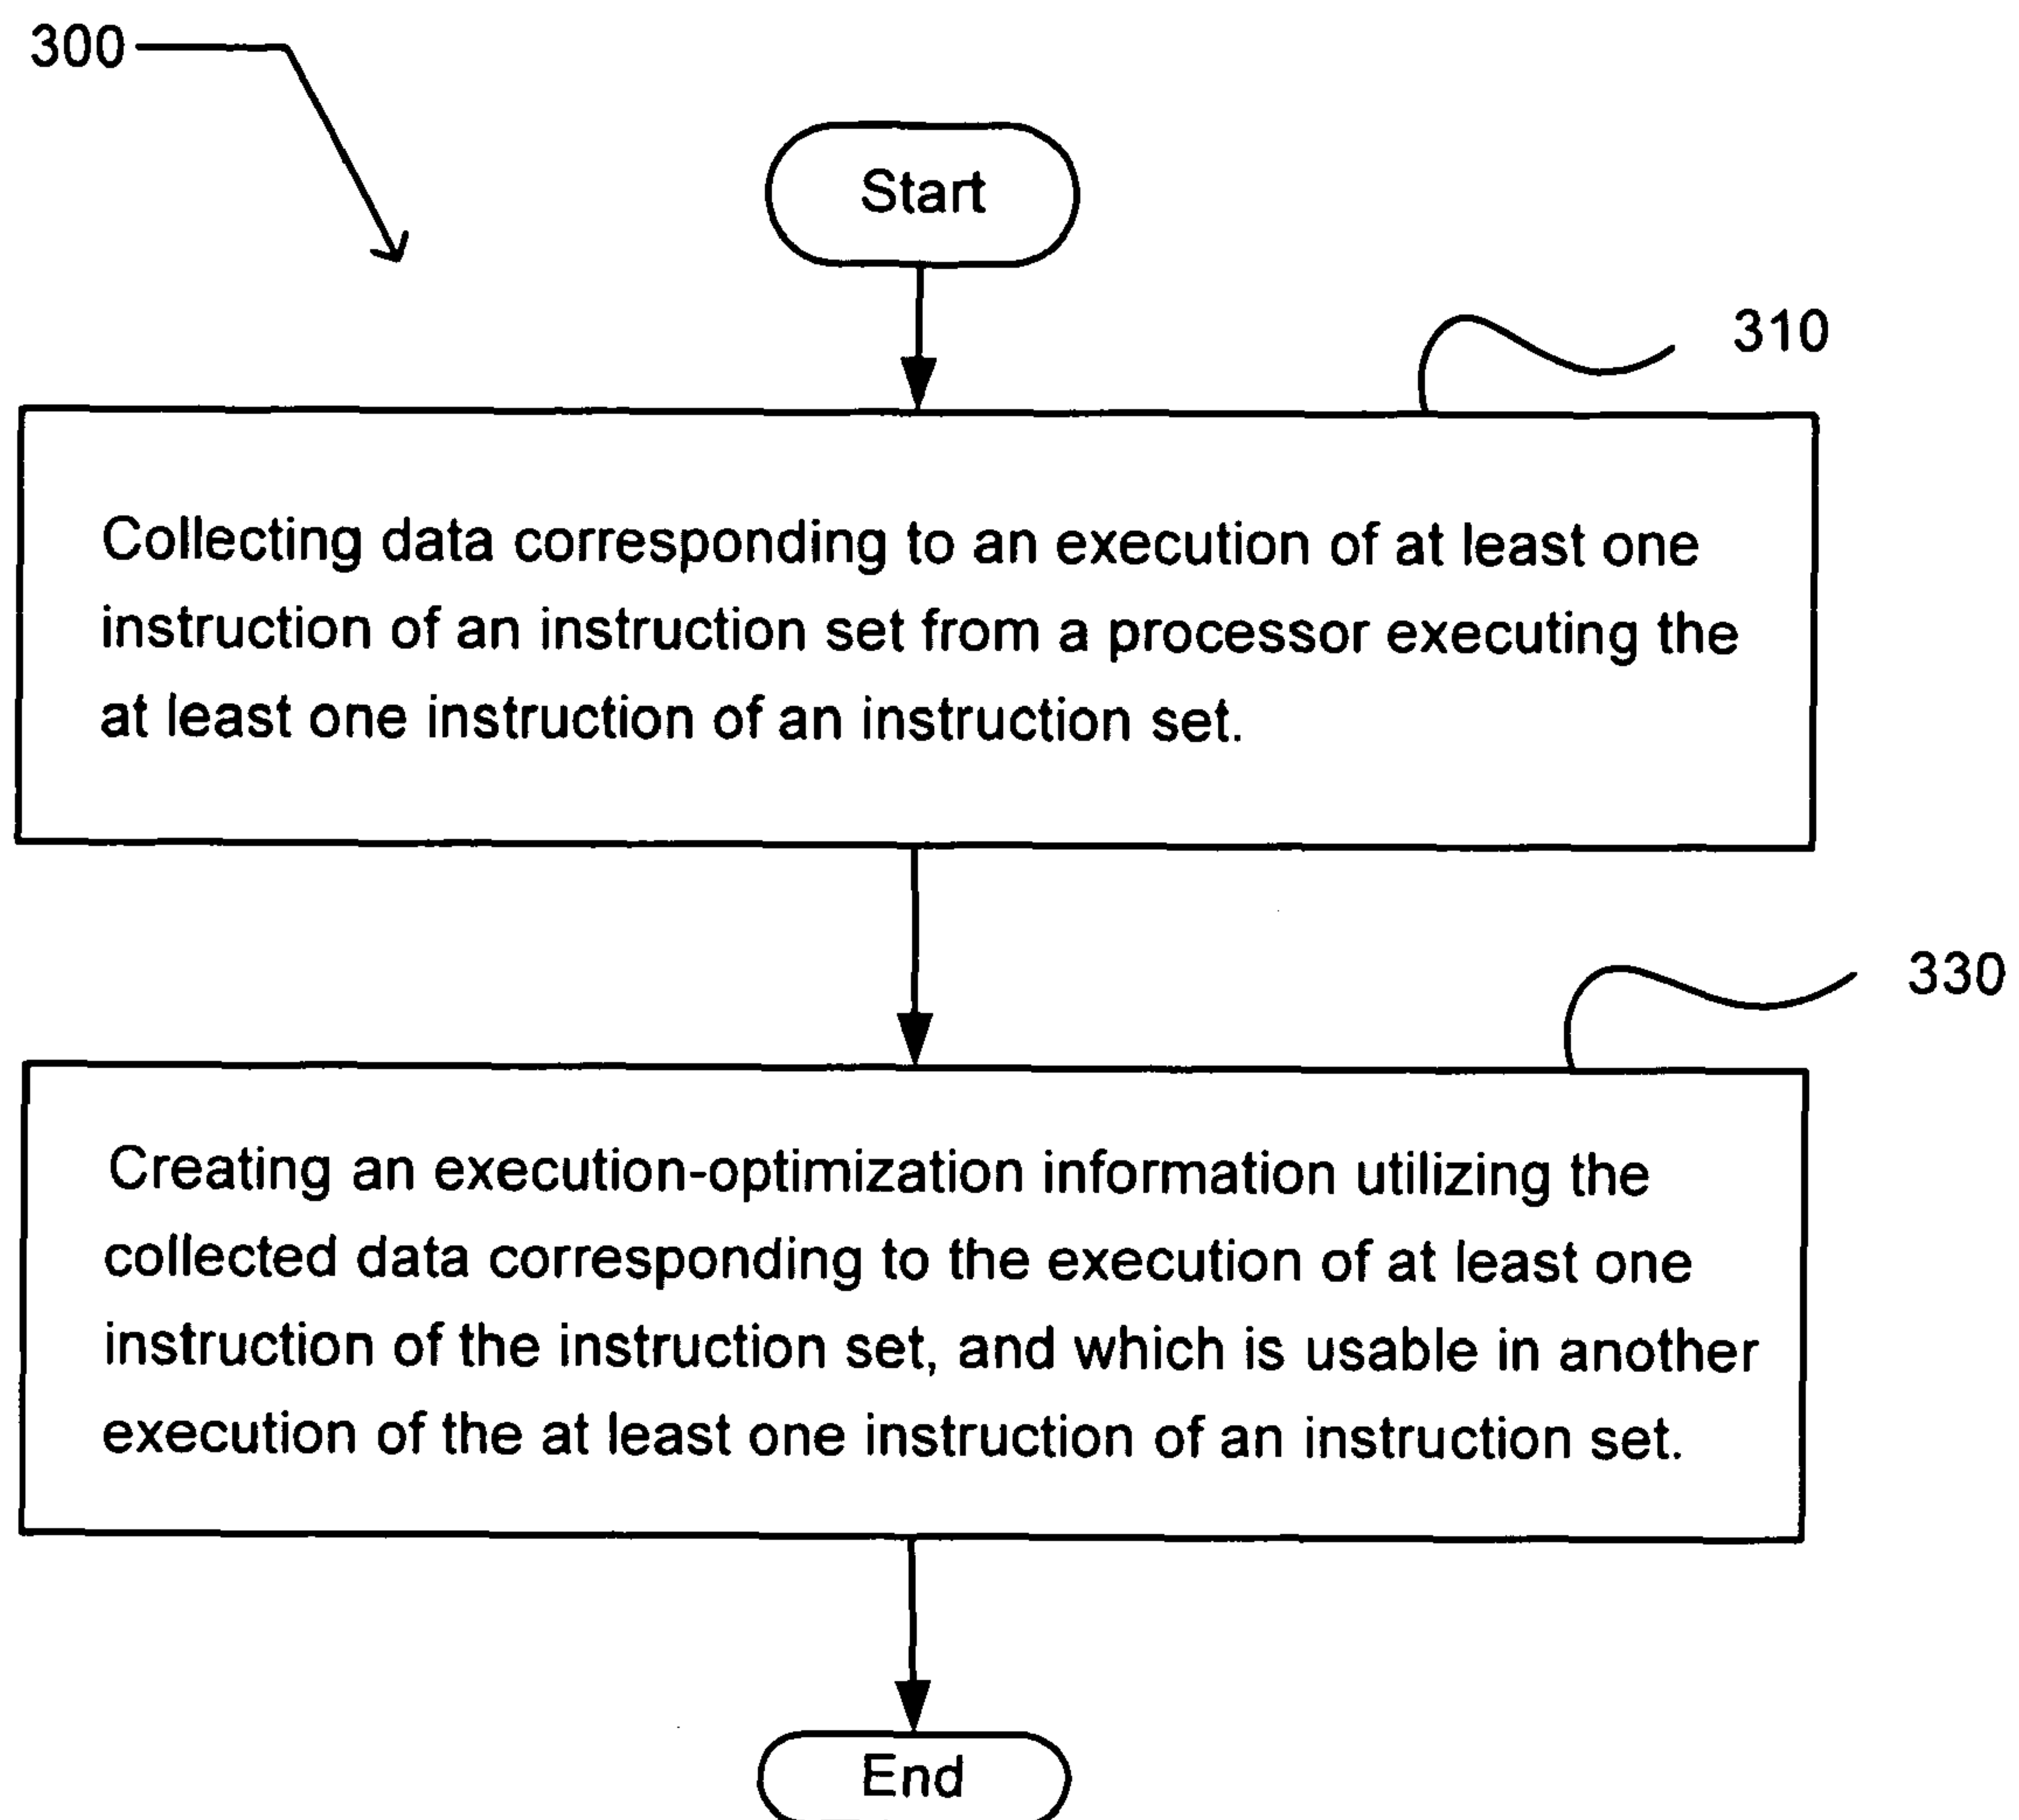 300
Start
310
Collecting data corresponding to an execution of at least one
instruction of an instruction set from a processor executing the
at least one instruction of an instruction set.
330
Creating an execution-optimization information utilizing the
collected data corresponding to the execution of at least one
instruction of the instruction set, and which is usable in another
execution of the at least one instruction of an instruction set.
End